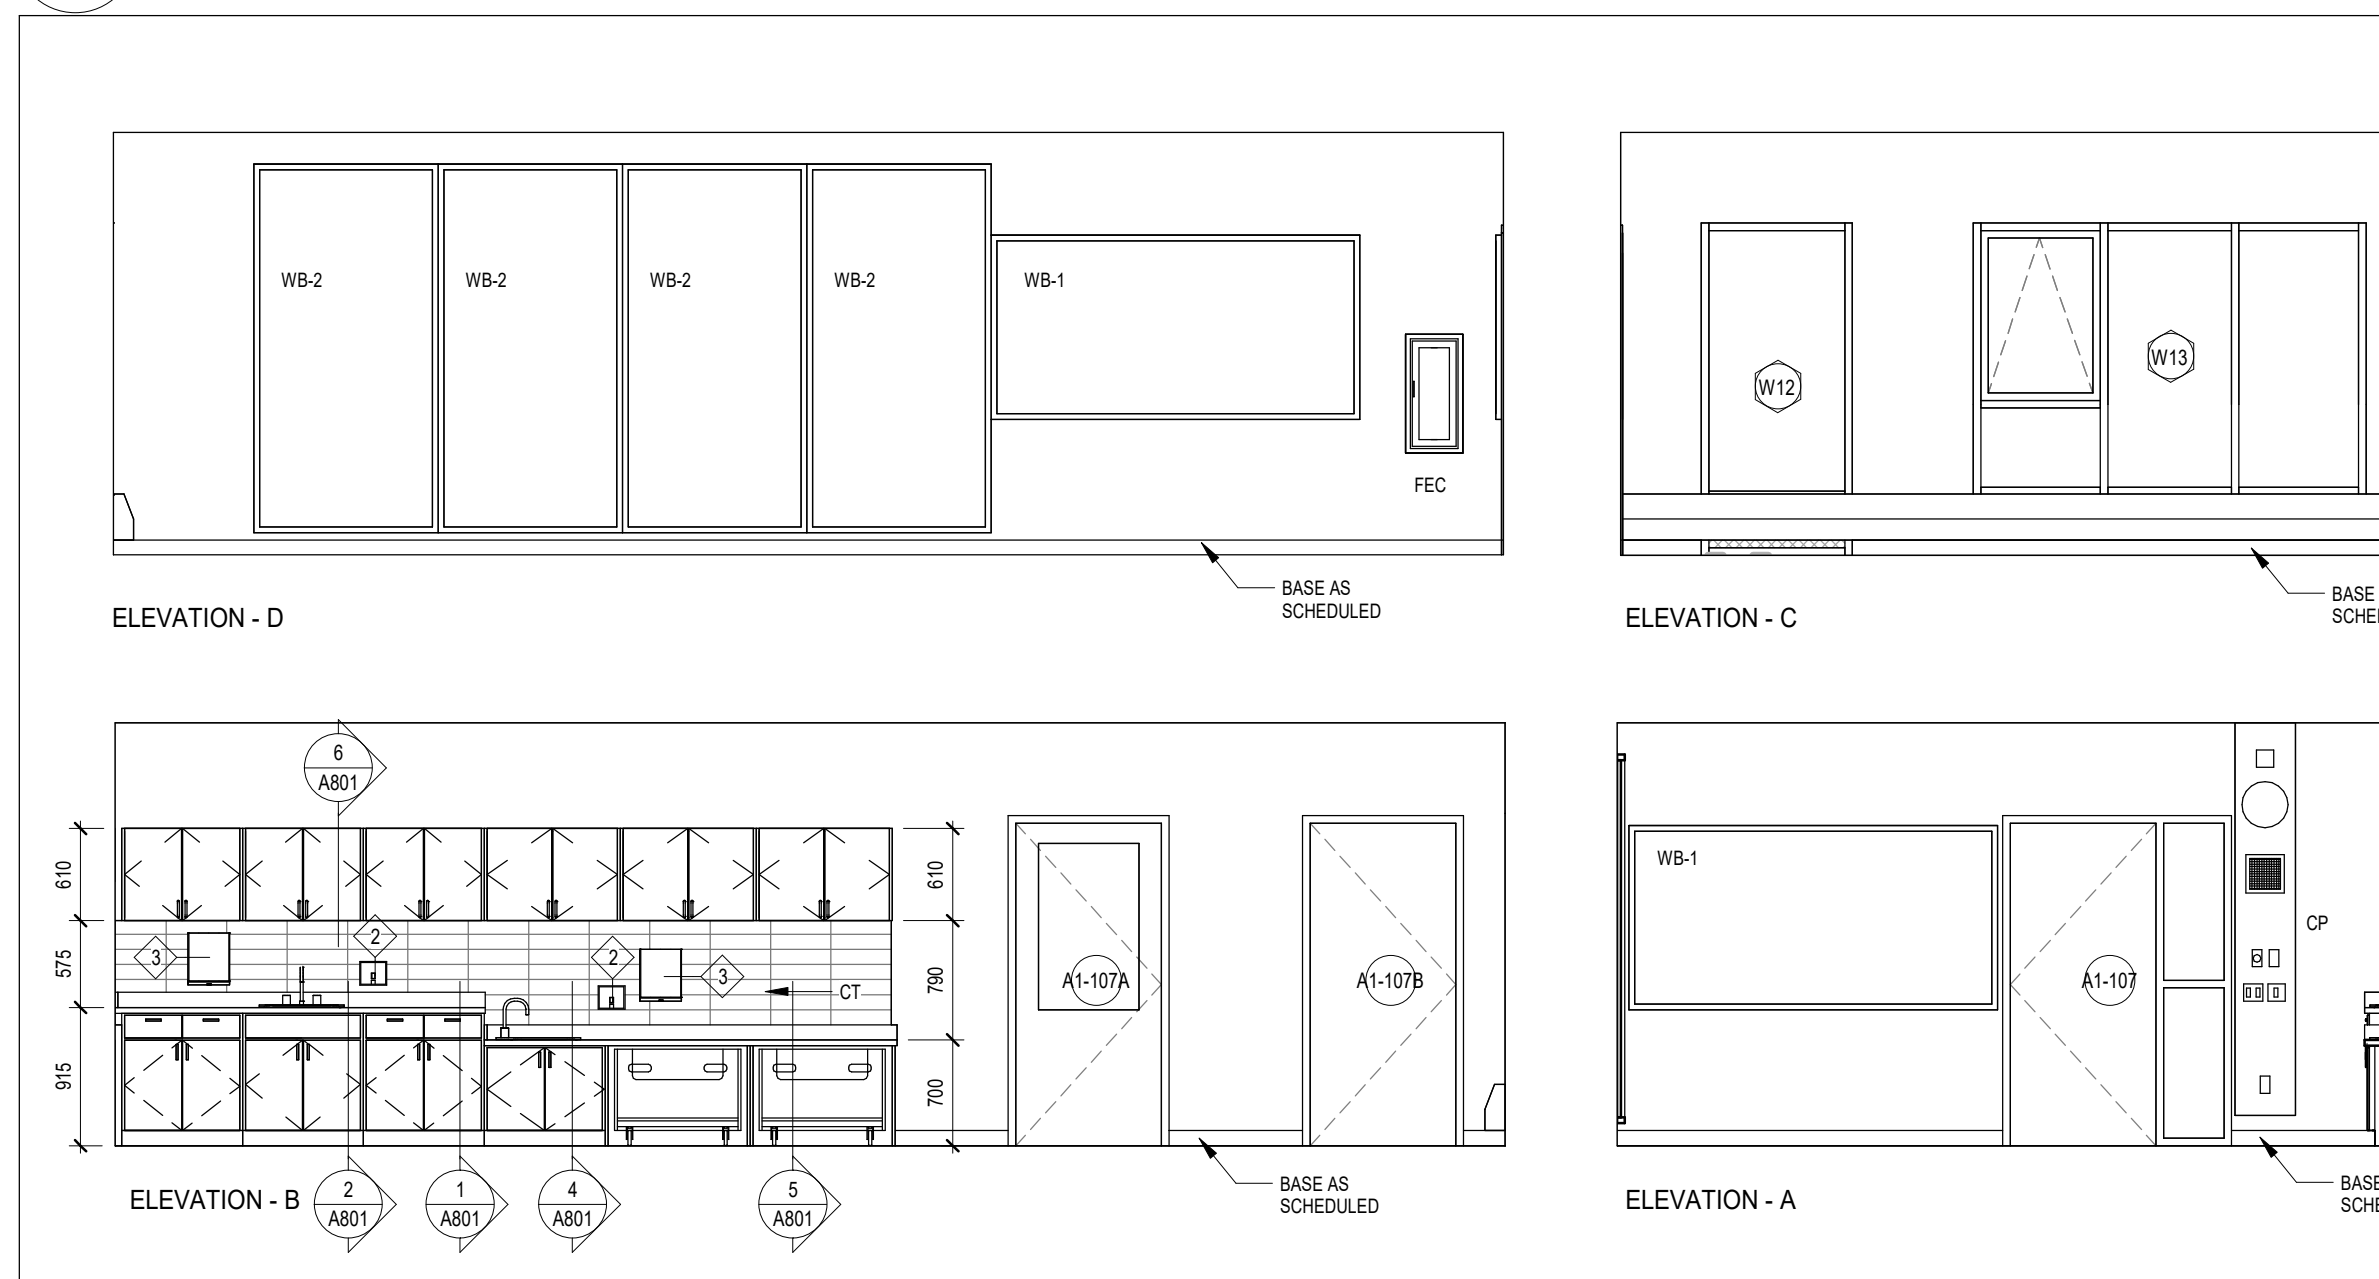 WB-2
WB-2
WB-2
WB-2
WB-1
FEC
BASE AS
SCHEDULED
ELEVATION - D
W12
W13
BASE
ELEVATION - C
6
A801
610
575
915
3
2
2
3
CT
610
790
700
A1-107A
A1-107B
BASE AS
SCHEDULED
ELEVATION - B
2
A801
1
A801
4
A801
5
A801
WB-1
A1-107
CP
BASE
ELEVATION - A